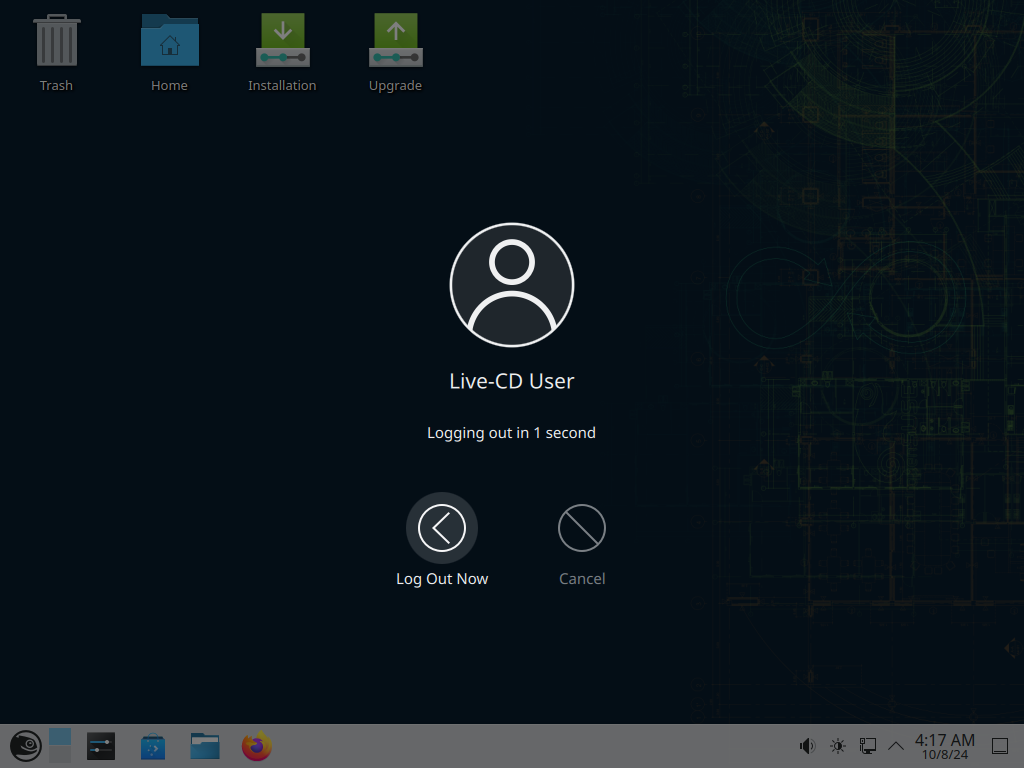 Trash
Home
Installation
Upgrade
Live-CD User
Logging out in 1 second
Log Out Now
Cancel
4:17 AM
10/8/24